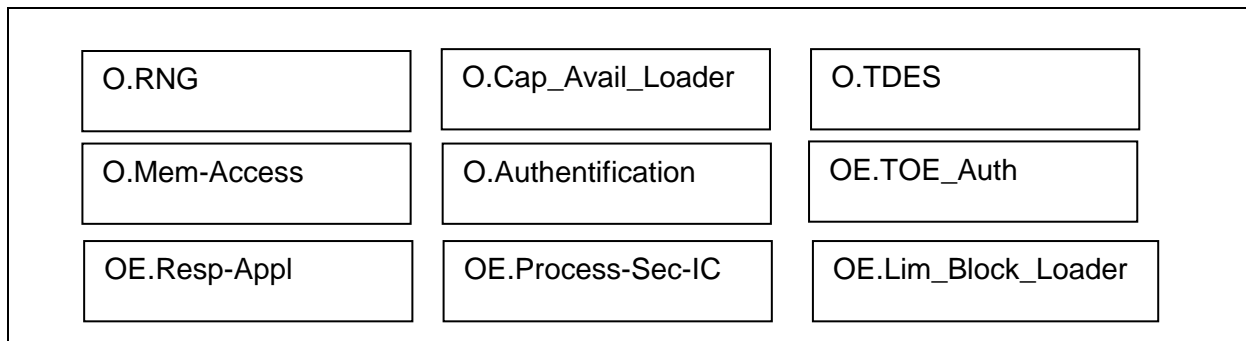 O.RNG
O.Cap_Avail_Loader
O.TDES
O.Mem-Access
O.Authentification
OE.TOE_Auth
OE.Resp-Appl
OE.Process-Sec-IC
OE.Lim_Block_Loader